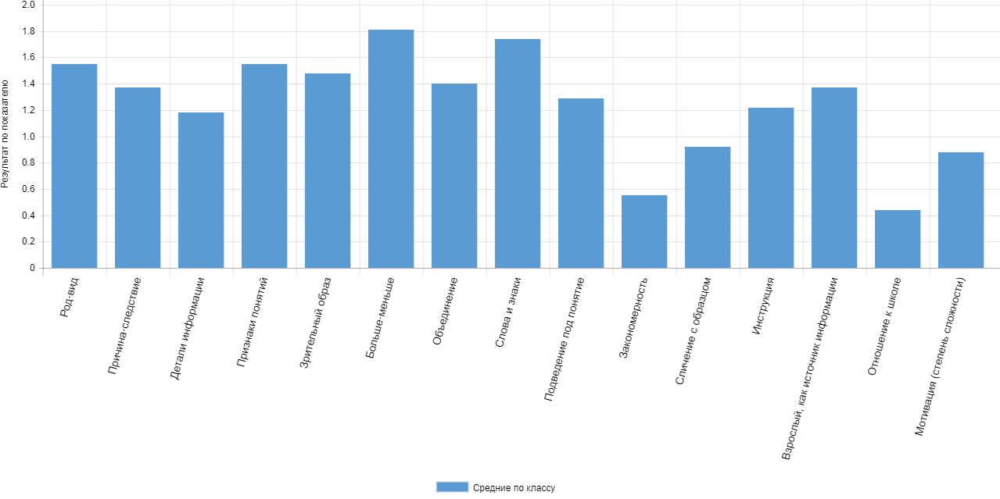 Результат по показателю
2.0
1.8
1.6
1.4
1.2
1.0
0.8
0.6
0.4
0.2
0
Род-вид
Причина-следствие
Детали информации
Признаки понятий
Зрительный образ
Больше-меньше
Объединение
Слова и знаки
Подведение под понятие
Закономерность
Сличение с образцом
Инструкция
Взрослый, как источник информации
Отношение к школе
Мотивация (степень сложности)
Средние по классу